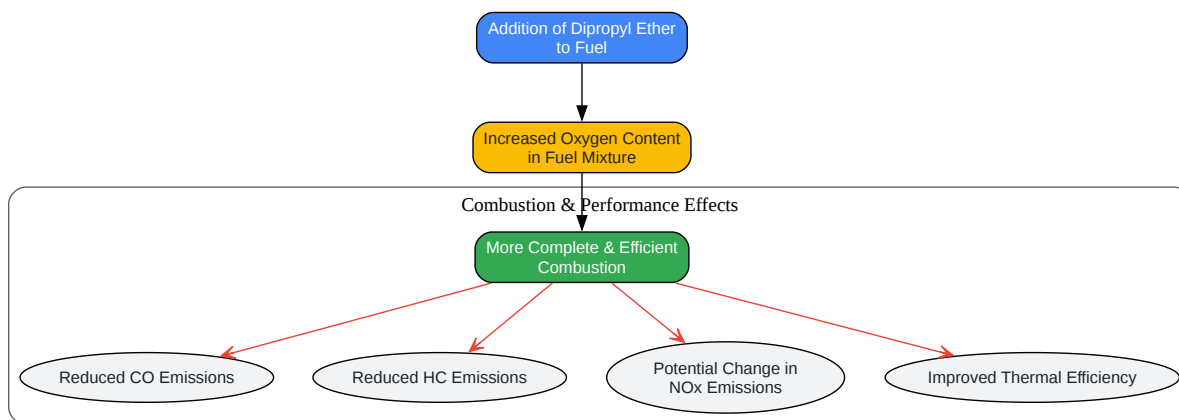 Addition of Dipropyl Ether
to Fuel
Increased Oxygen Content
in Fuel Mixture
Combustion & Performance Effects
More Complete & Efficient
Combustion
Reduced CO Emissions
Reduced HC Emissions
Potential Change in
NOx Emissions
Improved Thermal Efficiency